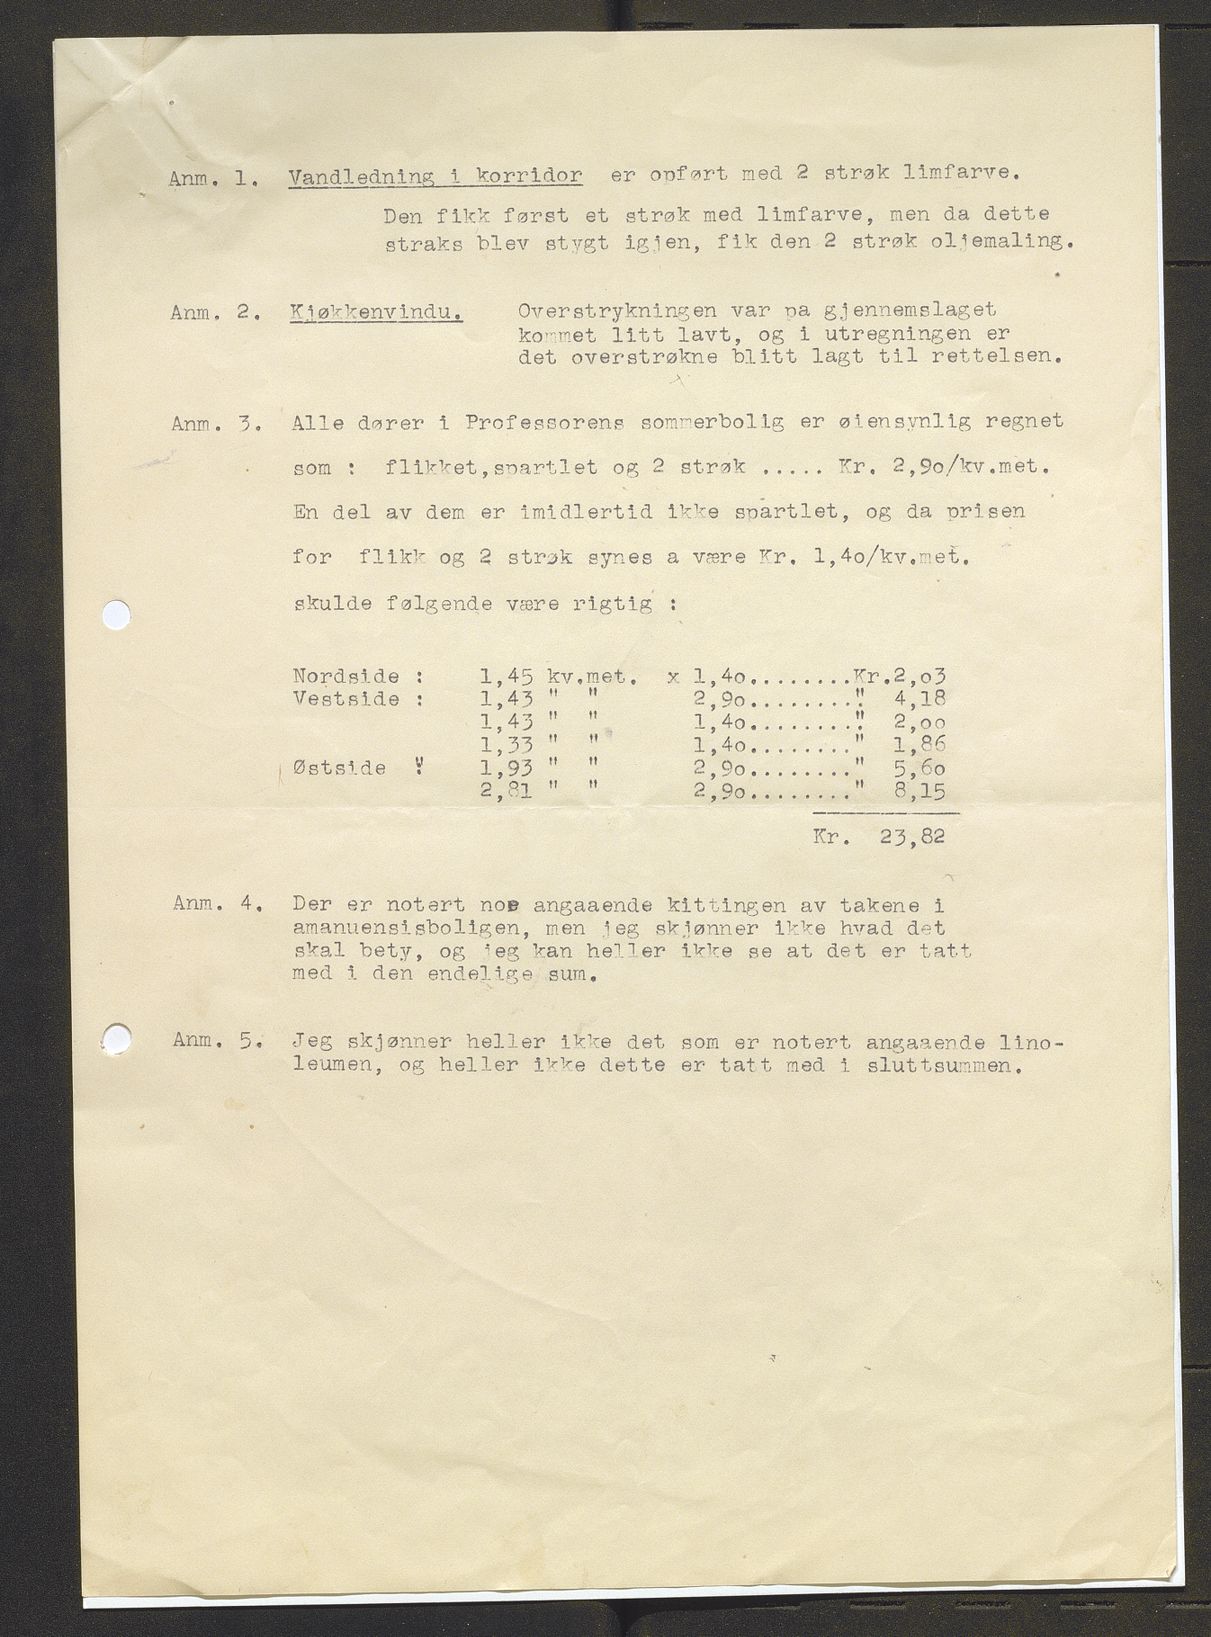 Anm. 1. Vandledning i korridor er opført med 2 strøk limfarve.
Den fikk først et strøk med limfarve, men da dette
straks blev stygt igjen, fik den 2 strøk oljemaling.
Anm. 2. Kjøkkenvindu. Overstrykningen var pa gjennemslaget
kommet litt lavt, og i utregningen er
det overstrøkne blitt lagt til rettelsen.
Anm. 3. Alle dører i Professorens sommerbolig er øiensynlig regnet
som : flikket,spartlet og 2 strøk ..... Kr. 2,9o/kv.met.
En del av dem er imidlertid ikke spartlet, og da prisen
for flikk og 2 strøk synes a være Kr. 1,4o/kv.met.
skulde følgende være rigtig :
Nordside : 1,45 kv.met. x 1,4o........Kr.2,o3
Vestside : 1,43 " " 2,9o........." 4,18
1,43 " " 1,4o........." 2,oo
1,33 " " 1,4o........" 1,86
Østside : 1,93 " " 2,9o........" 5,6o
2,81 " " 2,9o........" 8,15
Kr. 23,82
Anm. 4. Der er notert noe angaaende kittingen av takene i
amanuensisboligen, men jeg skjønner ikke hvad det
skal bety, og jeg kan heller ikke se at det er tatt
med i den endelige sum.
Anm. 5. Jeg skjønner heller ikke det som er notert angaaende lino-
leumen, og heller ikke dette er tatt med i sluttsummen.